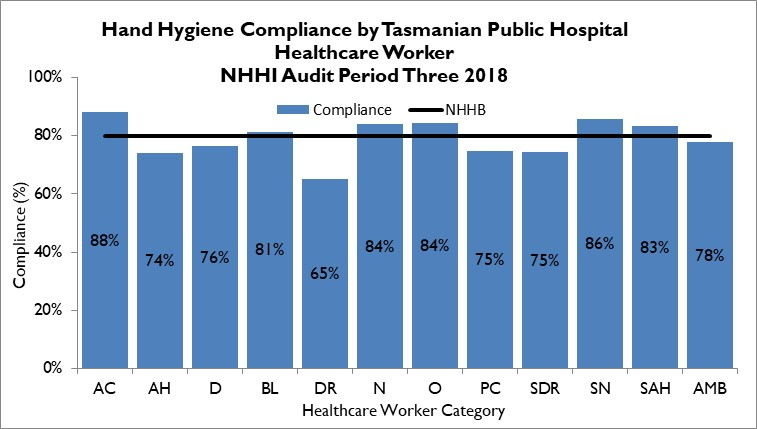 Hand Hygiene Compliance by Tasmanian Public Hospital
Healthcare Worker
NHHI Audit Period Three 2018
Compliance NHHB
100%
80%
60%
40%
20%
0%
Compliance (%)
88% 74% 76% 81% 65% 84% 84% 75% 75% 86% 83% 78%
AC AH D BL DR N O PC SDR SN SAH AMB
Healthcare Worker Category